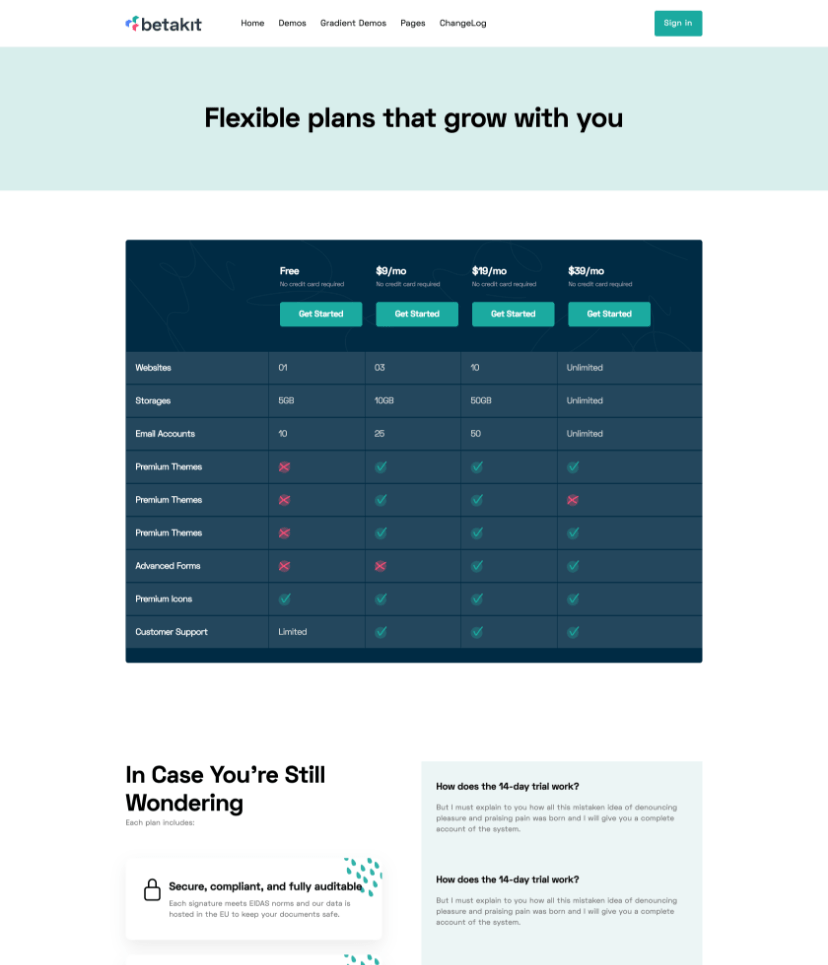 betakit
Home Demos Gradient Demos Pages ChangeLog
Sign in
Flexible plans that grow with you
Free $9/mo $19/mo $39/mo
No credit card required No credit card required No credit card required No credit card required
Get Started Get Started Get Started Get Started
Websites 01 03 10 Unlimited
Storages 5GB 10GB 50GB Unlimited
Email Accounts 10 25 50 Unlimited
Premium Themes
Premium Themes
Premium Themes
Advanced Forms
Premium Icons
Customer Support Limited
In Case You're Still
Wondering
Each plan includes:
Secure, compliant, and fully auditable
Each signature meets EIDAS norms and our data is
hosted in the EU to keep your documents safe.
How does the 14-day trial work?
But I must explain to you how all this mistaken idea of denouncing
pleasure and praising pain was born and I will give you a complete
account of the system.
How does the 14-day trial work?
But I must explain to you how all this mistaken idea of denouncing
pleasure and praising pain was born and I will give you a complete
account of the system.